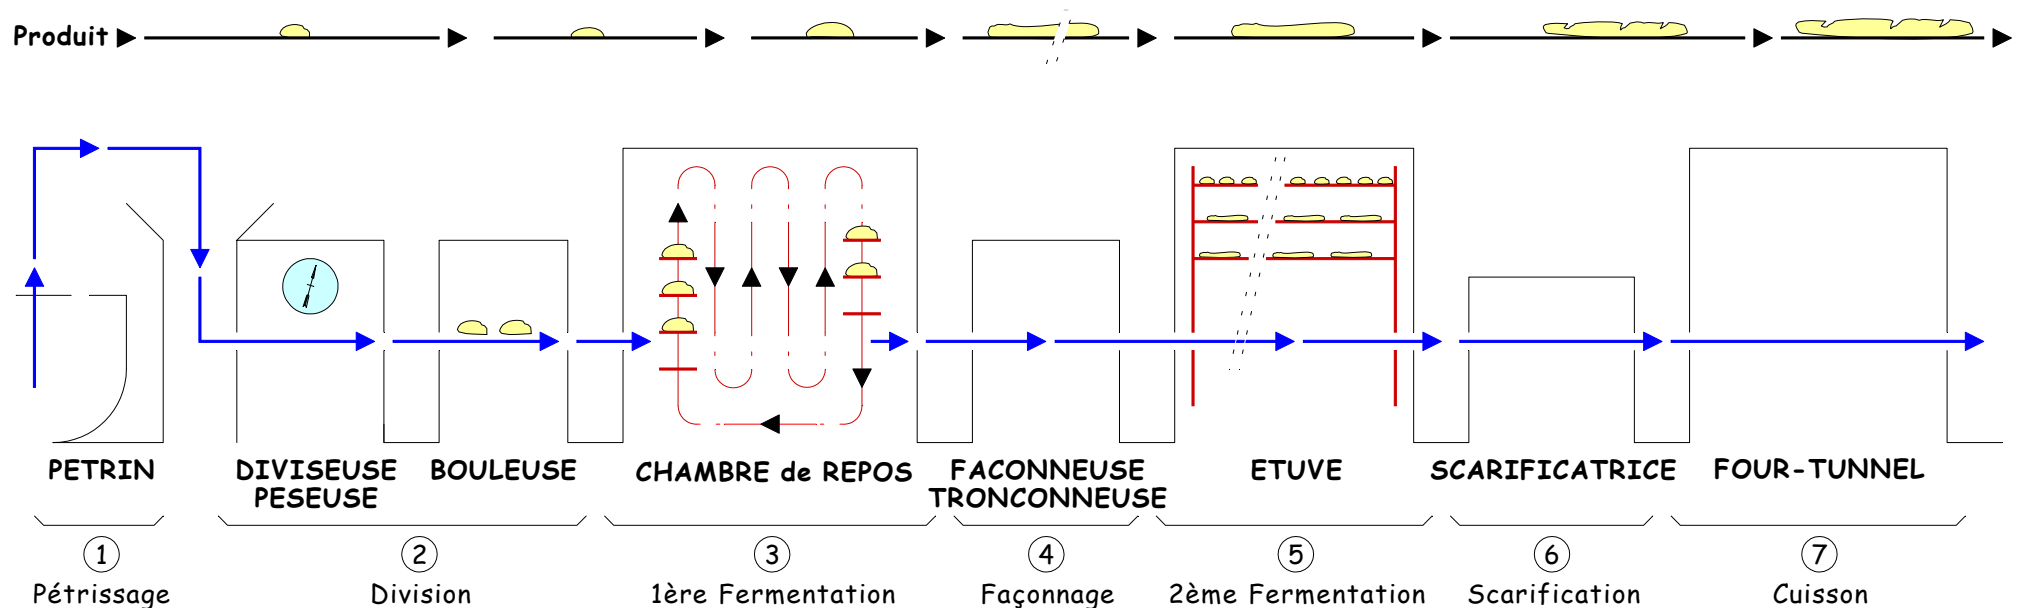 Produit
PETRIN
DIVISEUSE
PESEUSE
BOULEUSE
CHAMBRE de REPOS
FACONNEUSE
TRONCONNEUSE
ETUVE
SCARIFICATRICE
FOUR-TUNNEL
1
2
3
4
5
6
7
Pétrissage
Division
1ère Fermentation
Façonnage
2ème Fermentation
Scarification
Cuisson